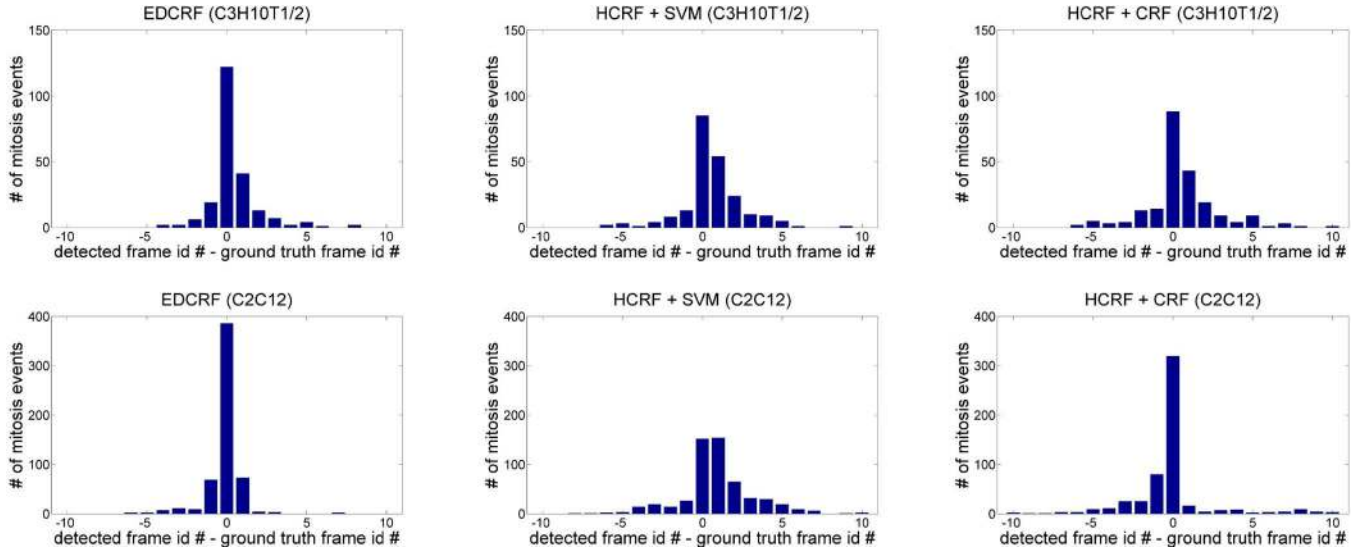 EDCRF (C3H10T1/2)
150
100
50
0
# of mitosis events
-10 -5 0 5 10
detected frame id # - ground truth frame id #
HCRF + SVM (C3H10T1/2)
150
100
50
0
# of mitosis events
-10 -5 0 5 10
detected frame id # - ground truth frame id #
HCRF + CRF (C3H10T1/2)
150
100
50
0
# of mitosis events
-10 -5 0 5 10
detected frame id # - ground truth frame id #
EDCRF (C2C12)
400
300
200
100
0
# of mitosis events
-10 -5 0 5 10
detected frame id # - ground truth frame id #
HCRF + SVM (C2C12)
400
300
200
100
0
# of mitosis events
-10 -5 0 5 10
detected frame id # - ground truth frame id #
HCRF + CRF (C2C12)
400
300
200
100
0
# of mitosis events
-10 -5 0 5 10
detected frame id # - ground truth frame id #